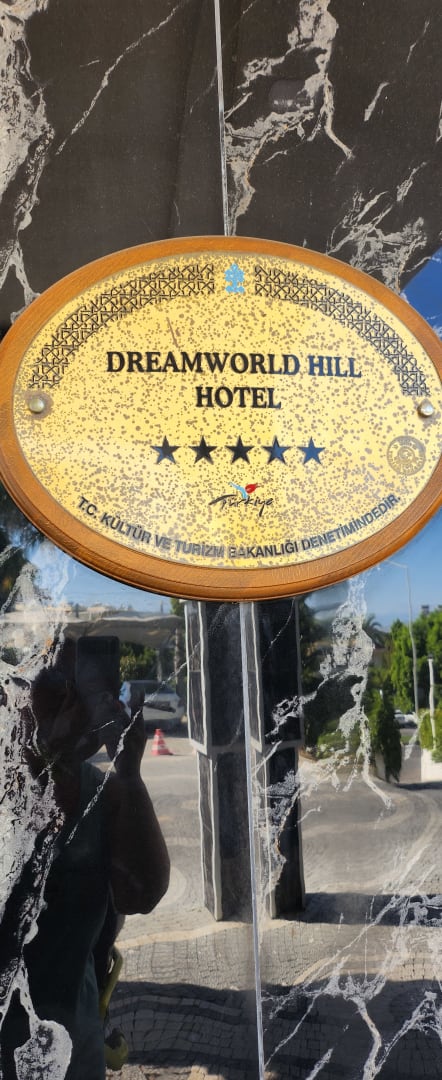 DREAMWORLD HILL
HOTEL
★★★★★
Türkiye
T.C. KÜLTÜR VE TURİZM BAKANLIĞI DENETİMİNDEDİR.